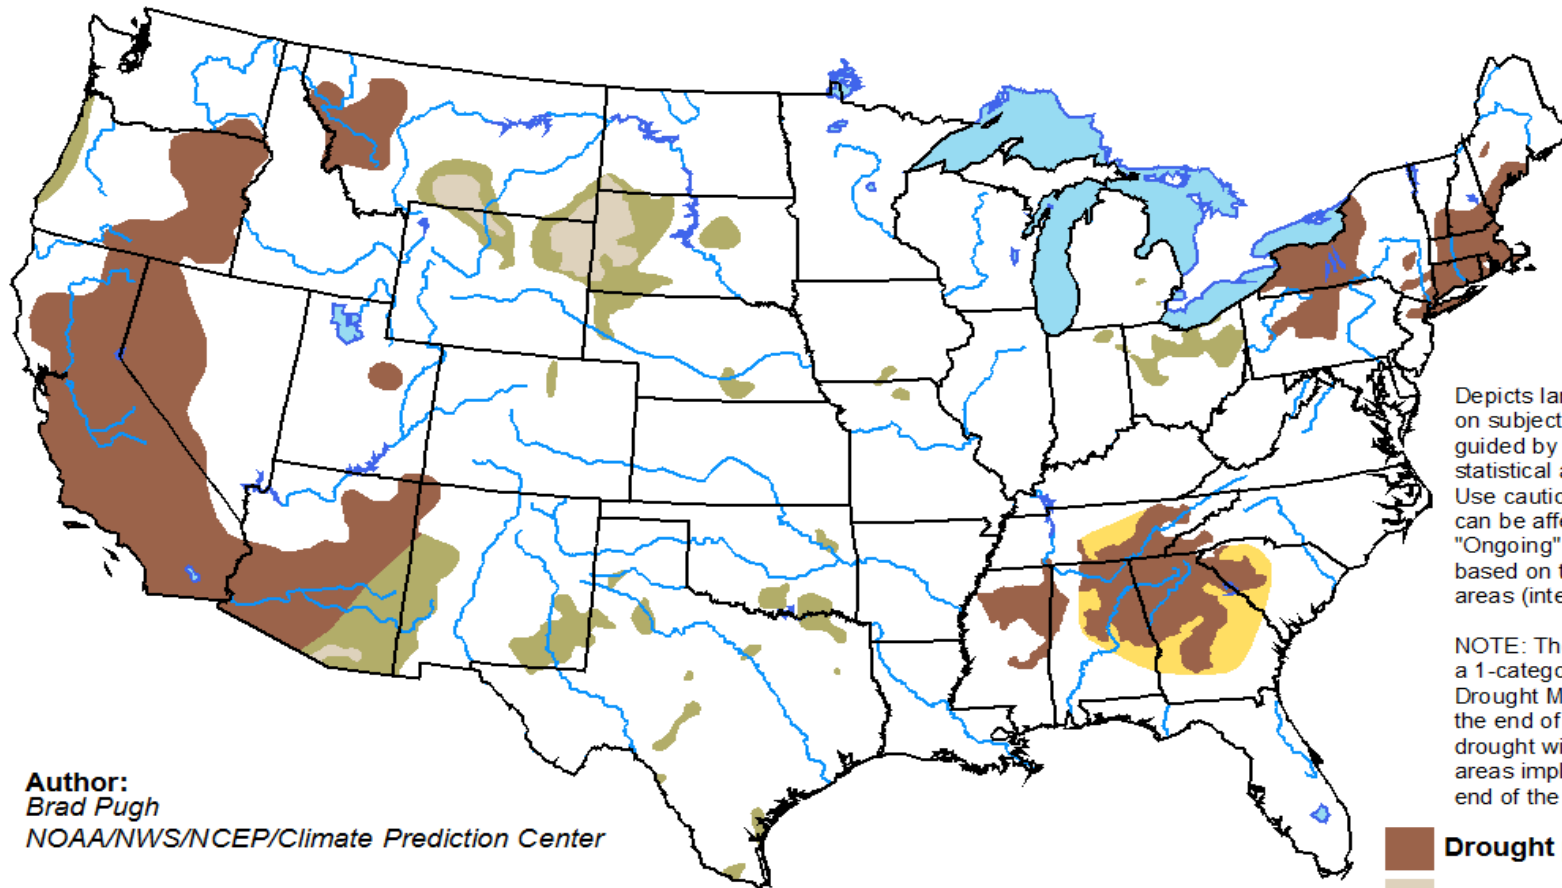 Depicts lar
on subject
guided by
statistical a
Use cautio
can be affe
"Ongoing"
based on t
areas (inte
NOTE: Th
a 1-catego
Drought M
the end of
drought wi
areas impl
end of the
Author:
Brad Pugh
NOAA/NWS/NCEP/Climate Prediction Center
Drought